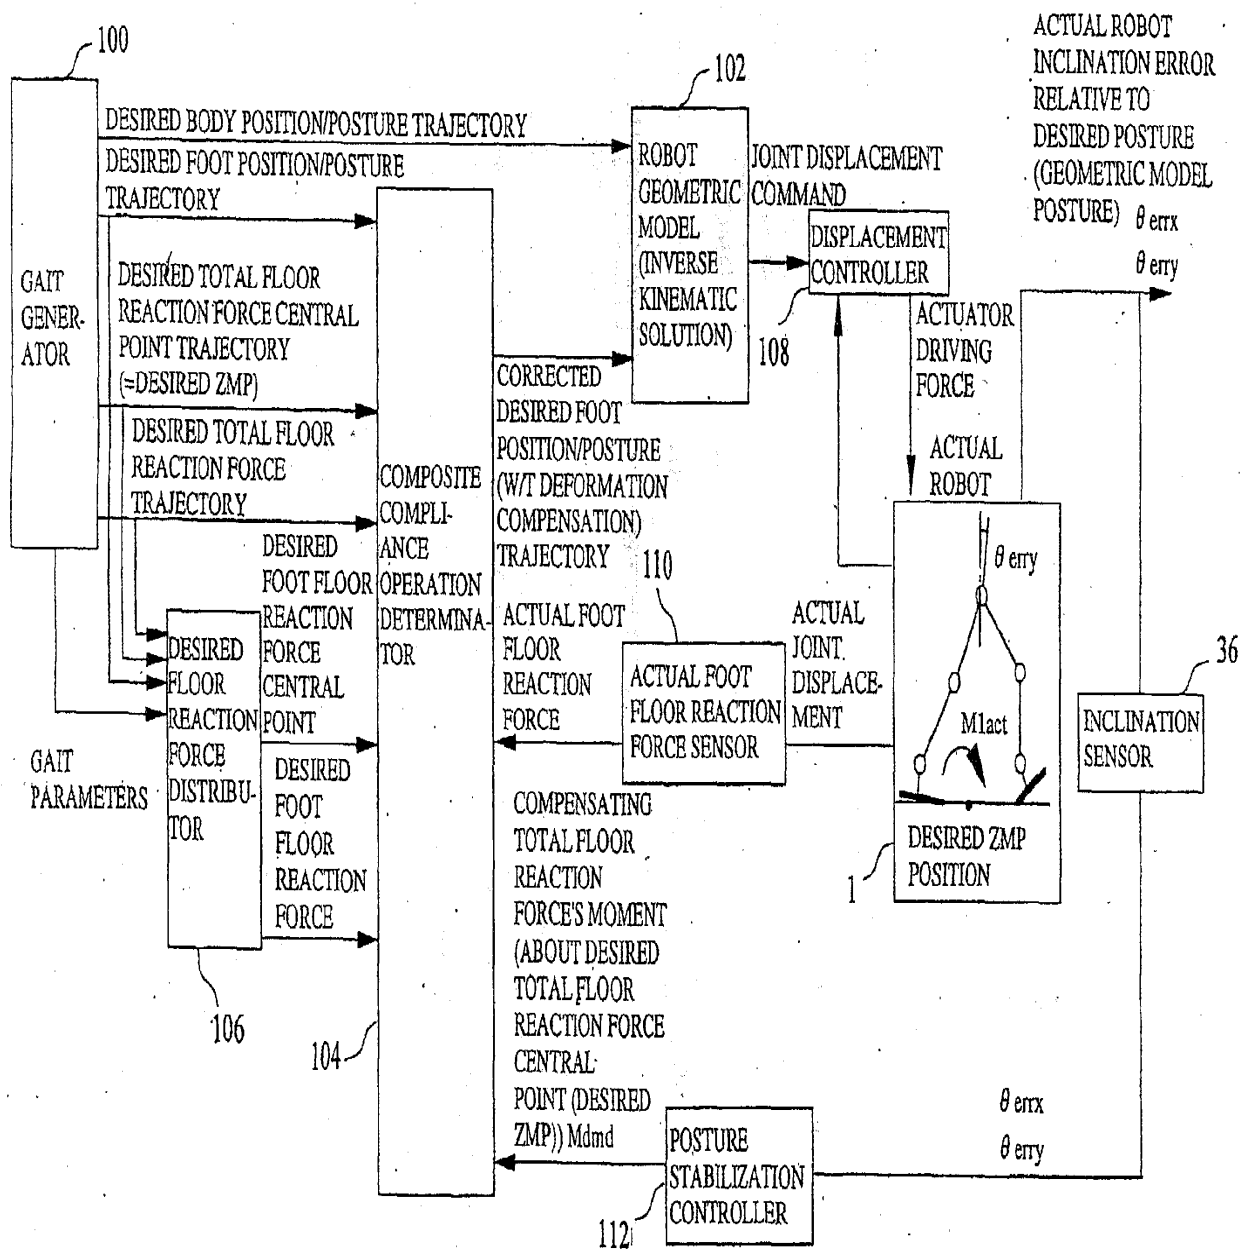 100
GAIT
GENER-
ATOR
DESIRED BODY POSITION/POSTURE TRAJECTORY
DESIRED FOOT POSITION/POSTURE
TRAJECTORY
DESIRED TOTAL FLOOR
REACTION FORCE CENTRAL
POINT TRAJECTORY
(=DESIRED ZMP)
DESIRED TOTAL FLOOR
REACTION FORCE
TRAJECTORY
GAIT
PARAMETERS
DESIRED
FLOOR
REACTION
FORCE
DISTRIBU-
TOR
106
DESIRED
FOOT FLOOR
REACTION
FORCE
CENTRAL
POINT
DESIRED
FOOT
FLOOR
REACTION
FORCE
COMPOSITE
COMPLI-
ANCE
OPERATION
DETERMINA-
TOR
104
102
ROBOT
GEOMETRIC
MODEL
(INVERSE
KINEMATIC
SOLUTION)
CORRECTED
DESIRED FOOT
POSITION/POSTURE
(W/T DEFORMATION
COMPENSATION)
TRAJECTORY
JOINT DISPLACEMENT
COMMAND
DISPLACEMENT
CONTROLLER
108
ACTUATOR
DRIVING
FORCE
ACTUAL
ROBOT
ACTUAL ROBOT
INCLINATION ERROR
RELATIVE TO
DESIRED POSTURE
(GEOMETRIC MODEL
POSTURE)
θ errx
θ erry
θ erry
M1act
DESIRED ZMP
POSITION
1
ACTUAL
JOINT
DISPLACE-
MENT
110
ACTUAL FOOT
FLOOR REACTION
FORCE SENSOR
ACTUAL FOOT
FLOOR
REACTION
FORCE
36
INCLINATION
SENSOR
COMPENSATING
TOTAL FLOOR
REACTION
FORCE'S MOMENT
(ABOUT DESIRED
TOTAL FLOOR
REACTION FORCE
CENTRAL
POINT (DESIRED
ZMP)) Mdmd
POSTURE
STABILIZATION
CONTROLLER
112
θ errx
θ erry